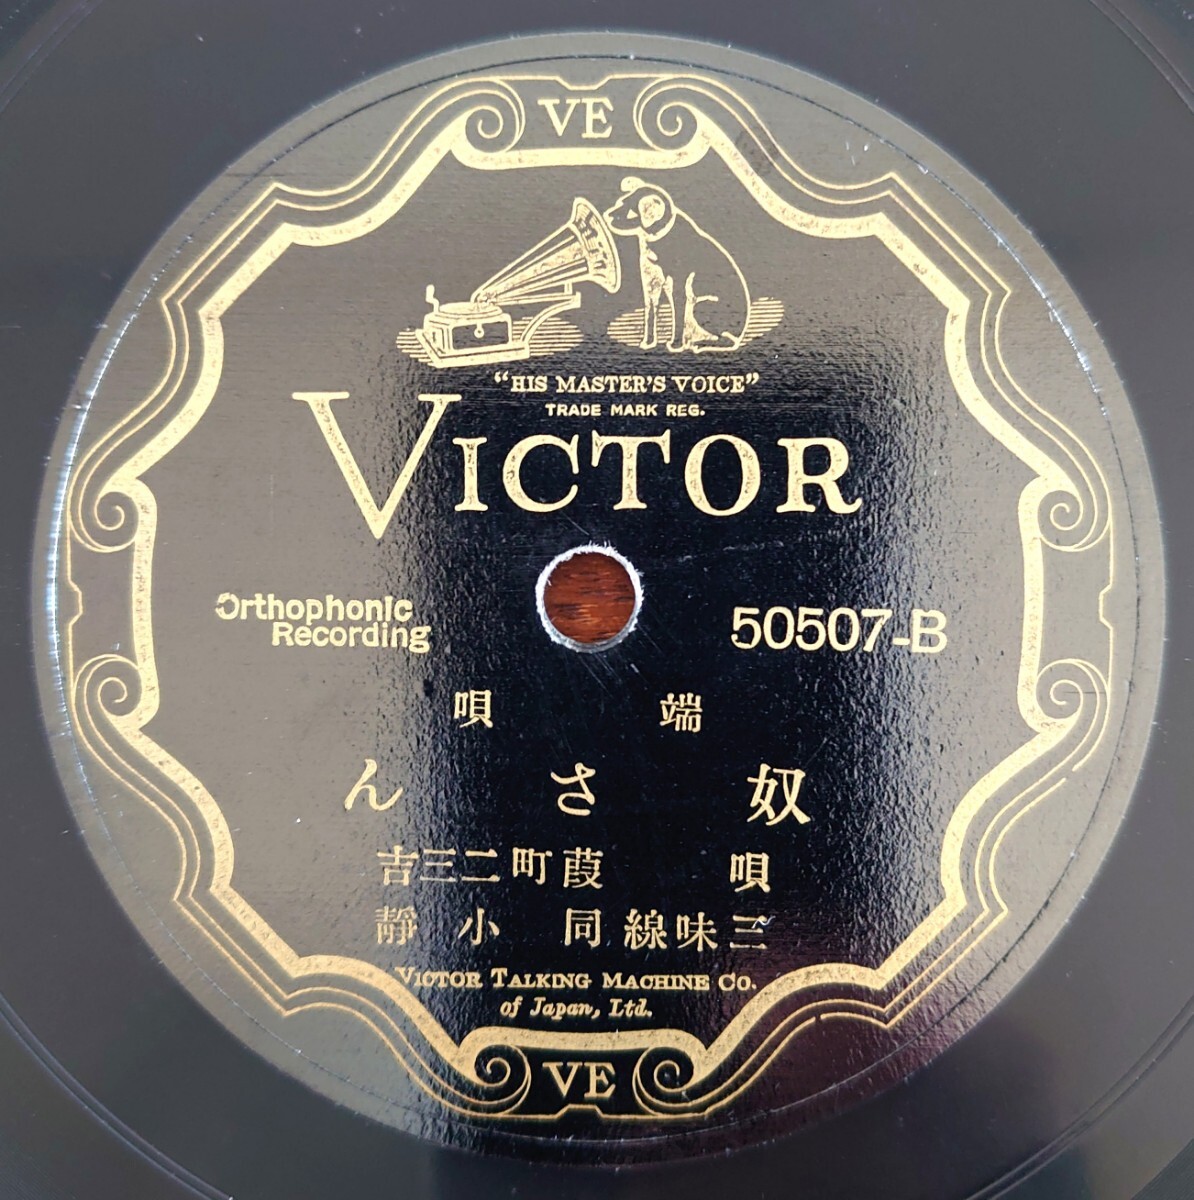 VE
"HIS MASTER'S VOICE"
TRADE MARK REG.
VICTOR
Orthophonic
Recording
50507-B
端唄
奴さん
唄 葭町二三吉
三味線 同 小靜
VICTOR TALKING MACHINE CO.
of Japan, Ltd.
VE